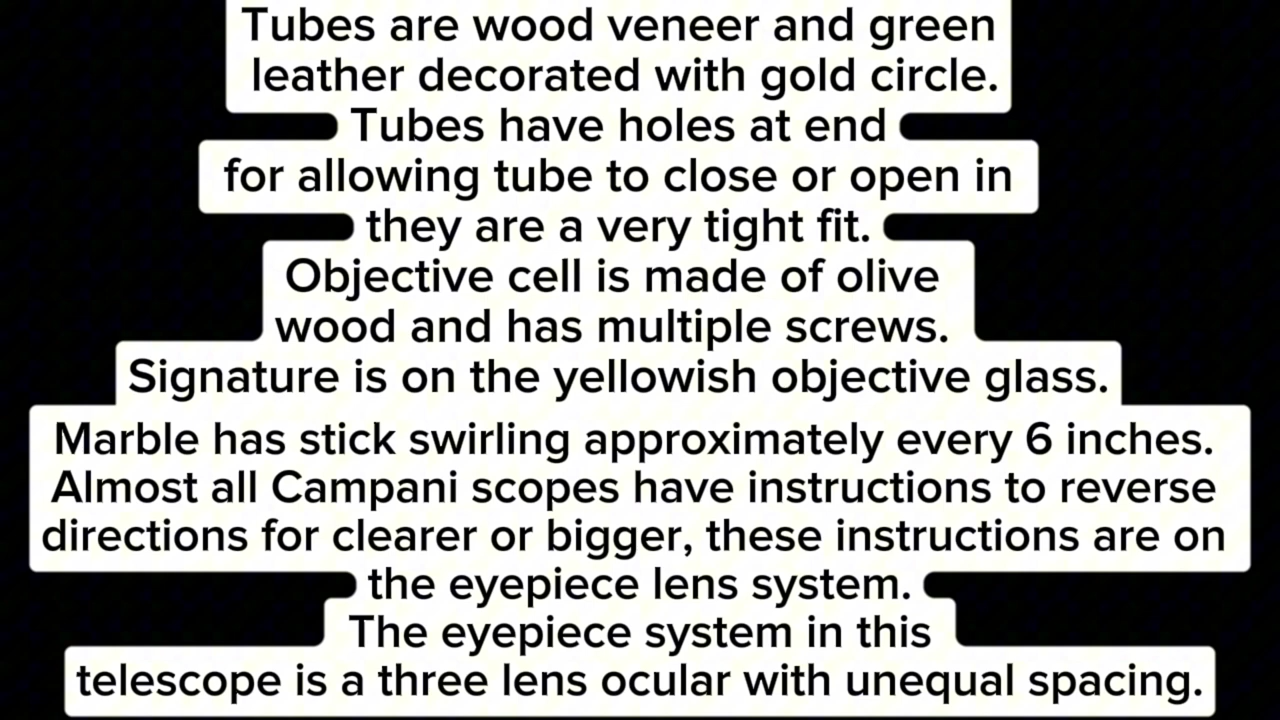 Tubes are wood veneer and green
leather decorated with gold circle.
Tubes have holes at end
for allowing tube to close or open in
they are a very tight fit.
Objective cell is made of olive
wood and has multiple screws.
Signature is on the yellowish objective glass.
Marble has stick swirling approximately every 6 inches.
Almost all Campani scopes have instructions to reverse
directions for clearer or bigger, these instructions are on
the eyepiece lens system.
The eyepiece system in this
telescope is a three lens ocular with unequal spacing.